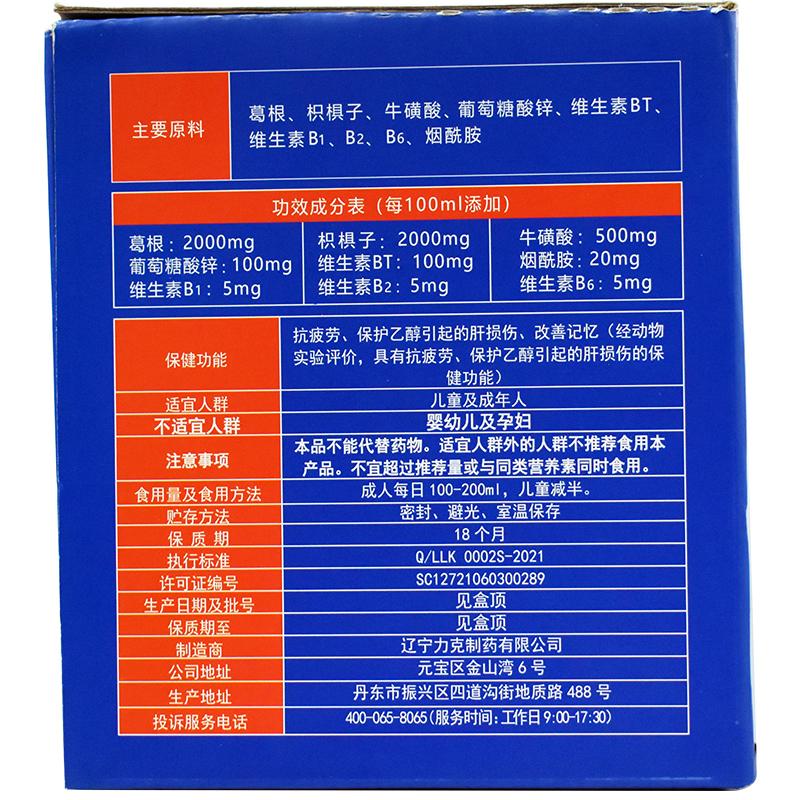 主要原料
葛根、枳椇子、牛磺酸、葡萄糖酸锌、维生素BT、
维生素B1、B2、B6、烟酰胺
功效成分表（每100ml添加）
葛根：2000mg
葡萄糖酸锌：100mg
维生素B1：5mg
枳椇子：2000mg
维生素BT：100mg
维生素B2：5mg
牛磺酸：500mg
烟酰胺：20mg
维生素B6：5mg
保健功能
抗疲劳、保护乙醇引起的肝损伤、改善记忆（经动物
实验评价，具有抗疲劳、保护乙醇引起的肝损伤的保
健功能）
适宜人群
儿童及成年人
不适宜人群
婴幼儿及孕妇
注意事项
本品不能代替药物。适宜人群外的人群不推荐食用本
产品。不宜超过推荐量或与同类营养素同时食用。
食用量及食用方法
成人每日100-200ml，儿童减半。
贮存方法
密封、避光、室温保存
保 质 期
18个月
执行标准
Q/LLK 0002S-2021
许可证编号
SC12721060300289
生产日期及批号
见盒顶
保质期至
见盒顶
制造商
辽宁力克制药有限公司
公司地址
元宝区金山湾6号
生产地址
丹东市振兴区四道沟街地质路488号
投诉服务电话
400-065-8065(服务时间：工作日9:00-17:30)